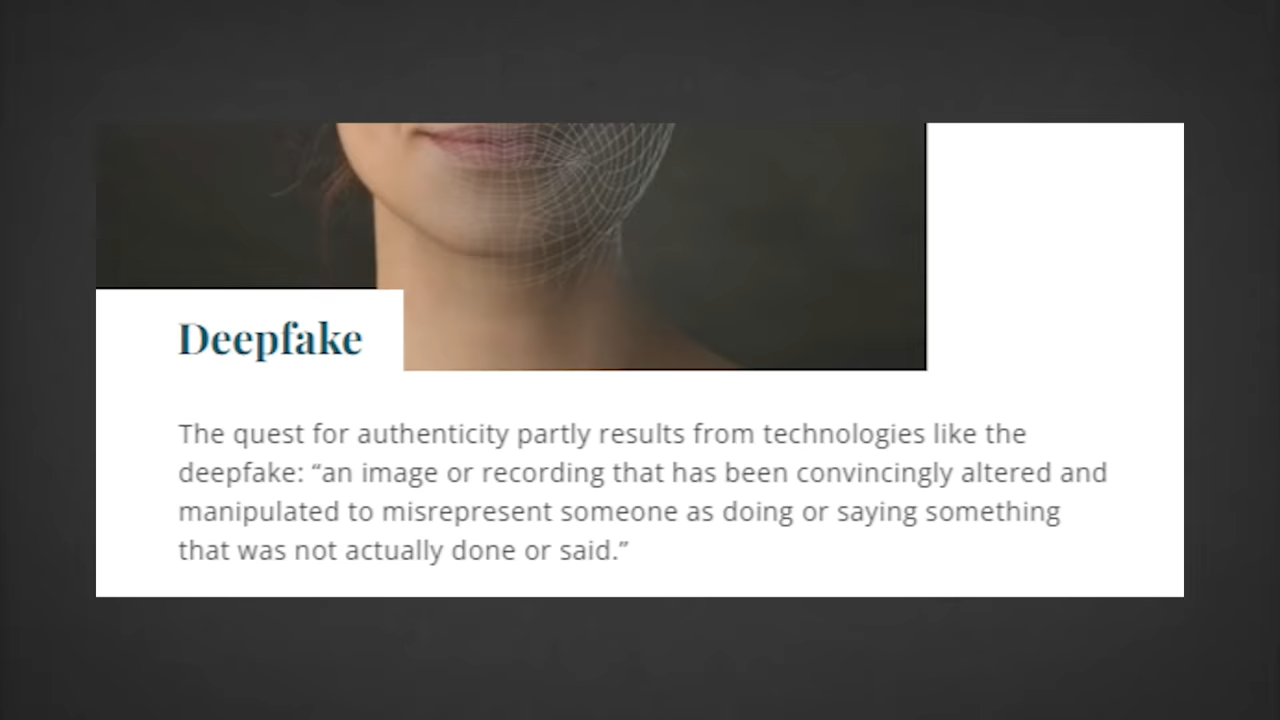 Deepfake
The quest for authenticity partly results from technologies like the
deepfake: “an image or recording that has been convincingly altered and
manipulated to misrepresent someone as doing or saying something
that was not actually done or said.”